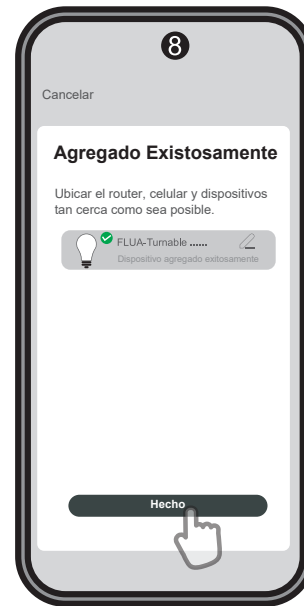 8
Cancelar
Agregado Existosamente
Ubicar el router, celular y dispositivos
tan cerca como sea posible.
FLUA-Turnable ......
Dispositivo agregado exitosamente
Hecho